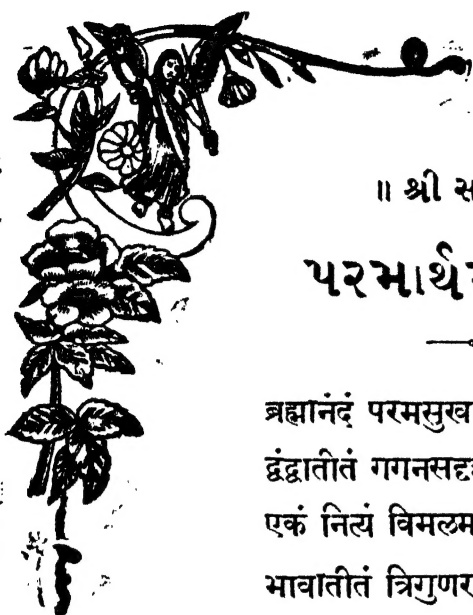 ॥ श्री
પરમાર્થ
ब्रह्मानंदं परमसुख
द्वंद्वातीतं गगनसदृ
एकं नित्यं विमलम
भावातीतं त्रिगुणर